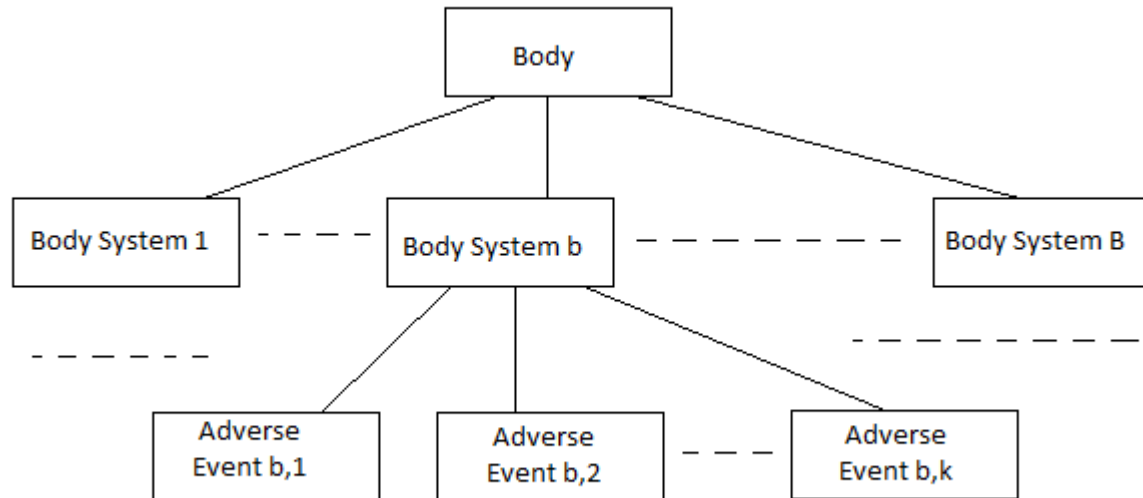 Body
Body System 1
Body System b
Body System B
Adverse
Event b,1
Adverse
Event b,2
Adverse
Event b,k